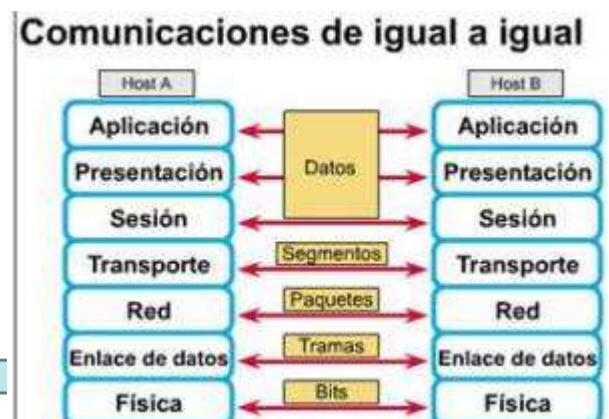 Comunicaciones de igual a igual
Host A Host B
Aplicación Aplicación
Presentación Datos Presentación
Sesión Sesión
Transporte Segmentos Transporte
Red Paquetes Red
Enlace de datos Tramas Enlace de datos
Física Bits Física